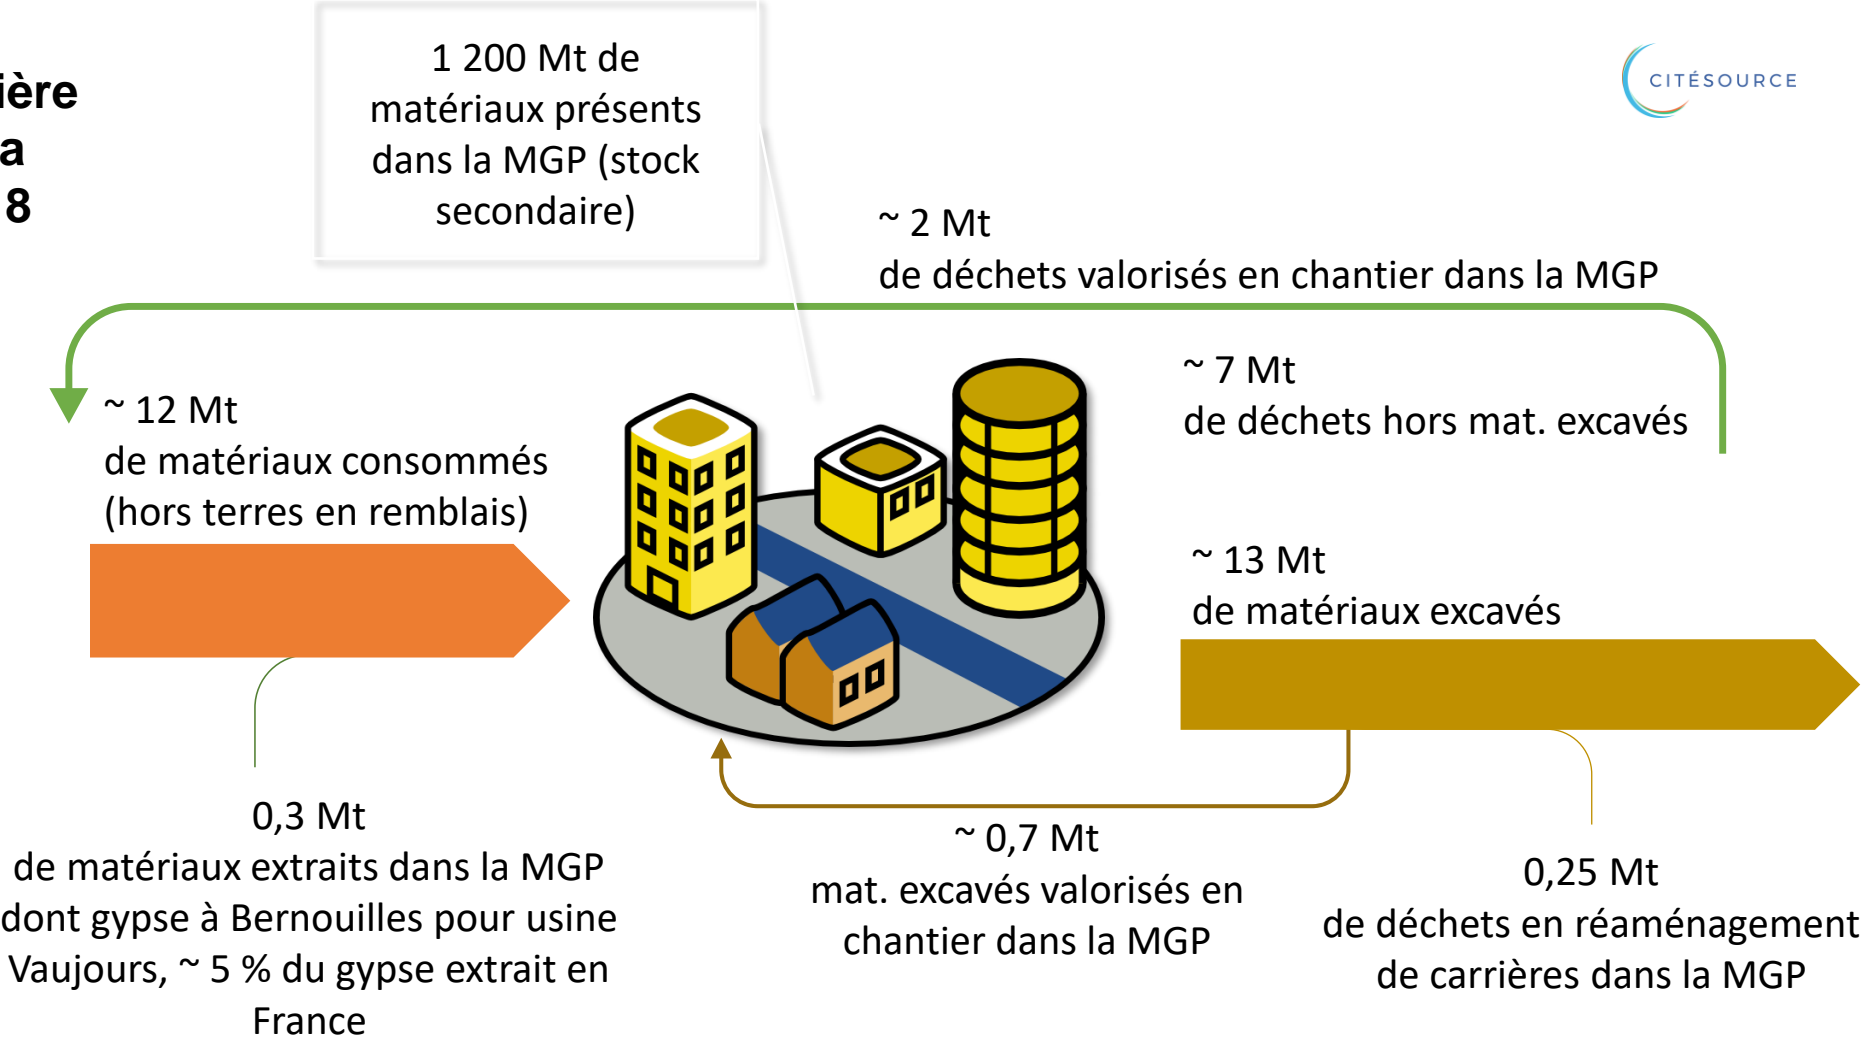 ière
a
8
1 200 Mt de
matériaux présents
dans la MGP (stock
secondaire)
CITÉSOURCE
~ 2 Mt
de déchets valorisés en chantier dans la MGP
~ 12 Mt
de matériaux consommés
(hors terres en remblais)
~ 7 Mt
de déchets hors mat. excavés
~ 13 Mt
de matériaux excavés
0,3 Mt
de matériaux extraits dans la MGP
dont gypse à Bernouilles pour usine
Vaujours, ~ 5 % du gypse extrait en
France
~ 0,7 Mt
mat. excavés valorisés en
chantier dans la MGP
0,25 Mt
de déchets en réaménagement
de carrières dans la MGP